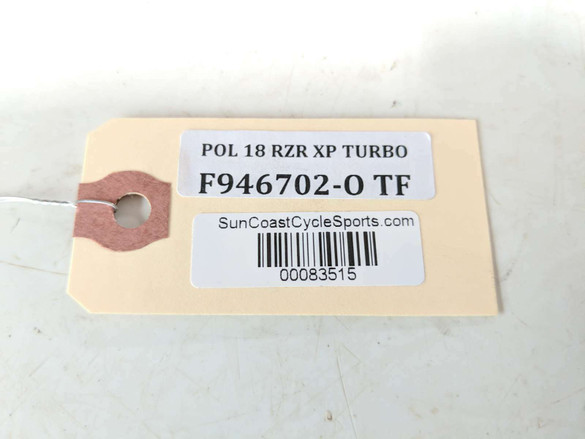 POL 18 RZR XP TURBO
F946702-O TF
SunCoastCycleSports.com
00083515